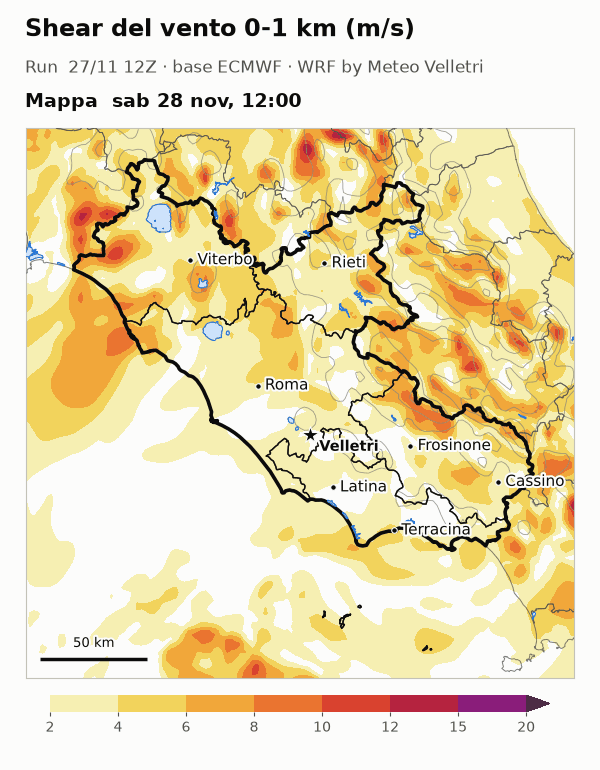 Shear del vento 0-1 km (m/s)
Run  27/11 12Z · base ECMWF · WRF by Meteo Velletri
Mappa  sab 28 nov, 12:00
Viterbo
Rieti
Roma
Velletri
Frosinone
Latina
Cassino
Terracina
50 km
2 4 6 8 10 12 15 20